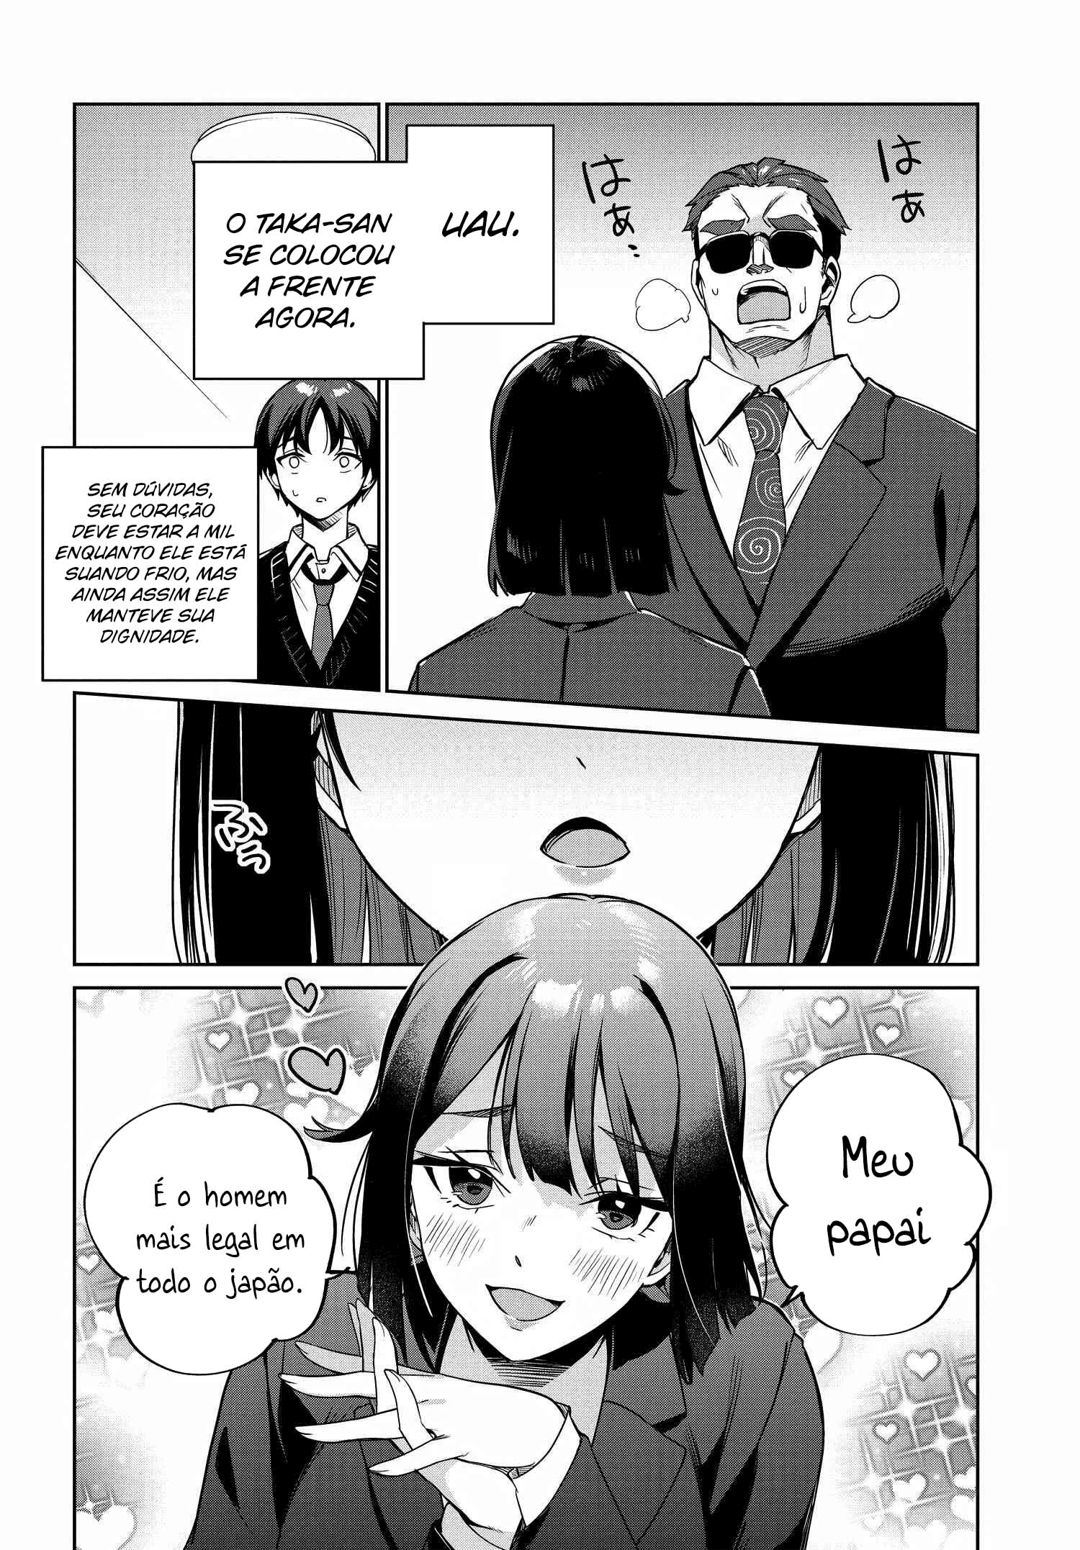 はぁ
はぁ、
UAU.
O TAKA-SAN
SE COLOCOU
A FRENTE
AGORA.
SEM DÚVIDAS,
SEU CORAÇÃO
DEVE ESTAR A MIL
ENQUANTO ELE ESTÁ
SUANDO FRIO, MAS
AINDA ASSIM ELE
MANTEVE SUA
DIGNIDADE.
ふぅ
Meu
papai
É o homem
mais legal em
todo o japão.